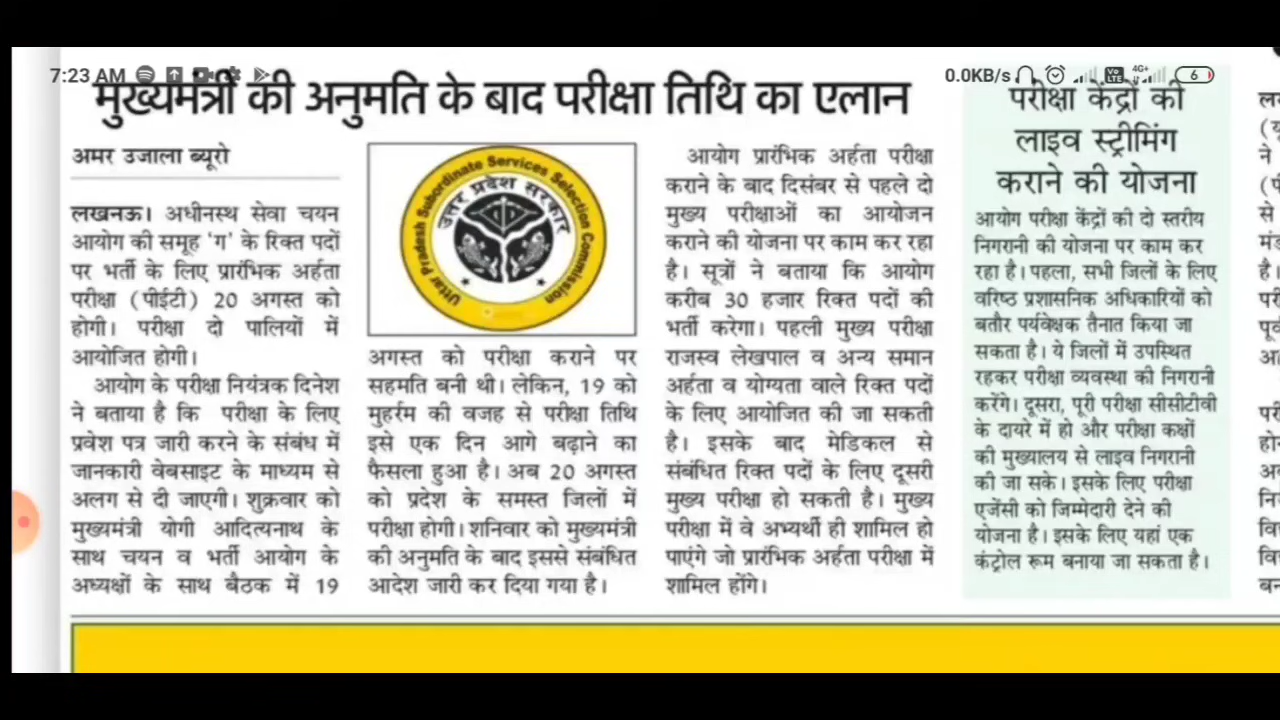 7:23 AM
0.0KB/s
Vo LTE
4G+
6
मुख्यमंत्री की अनुमति के बाद परीक्षा तिथि का एलान
अमर उजाला ब्यूरो
लखनऊ। अधीनस्थ सेवा चयन
आयोग की समूह 'ग' के रिक्त पदों
पर भर्ती के लिए प्रारंभिक अर्हता
परीक्षा (पीईटी) 20 अगस्त को
होगी। परीक्षा दो पालियों में
आयोजित होगी।
आयोग के परीक्षा नियंत्रक दिनेश
ने बताया है कि परीक्षा के लिए
प्रवेश पत्र जारी करने के संबंध में
जानकारी वेबसाइट के माध्यम से
अलग से दी जाएगी। शुक्रवार को
मुख्यमंत्री योगी आदित्यनाथ के
साथ चयन व भर्ती आयोग के
अध्यक्षों के साथ बैठक में 19
Uttar Pradesh Subordinate Services Selection Commission
उत्तर प्रदेश सरकार
अगस्त को परीक्षा कराने पर
सहमति बनी थी। लेकिन, 19 को
मुहर्रम की वजह से परीक्षा तिथि
इसे एक दिन आगे बढ़ाने का
फैसला हुआ है। अब 20 अगस्त
को प्रदेश के समस्त जिलों में
परीक्षा होगी। शनिवार को मुख्यमंत्री
की अनुमति के बाद इससे संबंधित
आदेश जारी कर दिया गया है।
आयोग प्रारंभिक अर्हता परीक्षा
कराने के बाद दिसंबर से पहले दो
मुख्य परीक्षाओं का आयोजन
कराने की योजना पर काम कर रहा
है। सूत्रों ने बताया कि आयोग
करीब 30 हजार रिक्त पदों की
भर्ती करेगा। पहली मुख्य परीक्षा
राजस्व लेखपाल व अन्य समान
अर्हता व योग्यता वाले रिक्त पदों
के लिए आयोजित की जा सकती
है। इसके बाद मेडिकल से
संबंधित रिक्त पदों के लिए दूसरी
मुख्य परीक्षा हो सकती है। मुख्य
परीक्षा में वे अभ्यर्थी ही शामिल हो
पाएंगे जो प्रारंभिक अर्हता परीक्षा में
शामिल होंगे।
परीक्षा केंद्रों की
लाइव स्ट्रीमिंग
कराने की योजना
आयोग परीक्षा केंद्रों की दो स्तरीय
निगरानी की योजना पर काम कर
रहा है। पहला, सभी जिलों के लिए
वरिष्ठ प्रशासनिक अधिकारियों को
बतौर पर्यवेक्षक तैनात किया जा
सकता है। ये जिलों में उपस्थित
रहकर परीक्षा व्यवस्था की निगरानी
करेंगे। दूसरा, पूरी परीक्षा सीसीटीवी
के दायरे में हो और परीक्षा कक्षों
की मुख्यालय से लाइव निगरानी
की जा सके। इसके लिए परीक्षा
एजेंसी को जिम्मेदारी देने की
योजना है। इसके लिए यहां एक
कंट्रोल रूम बनाया जा सकता है।